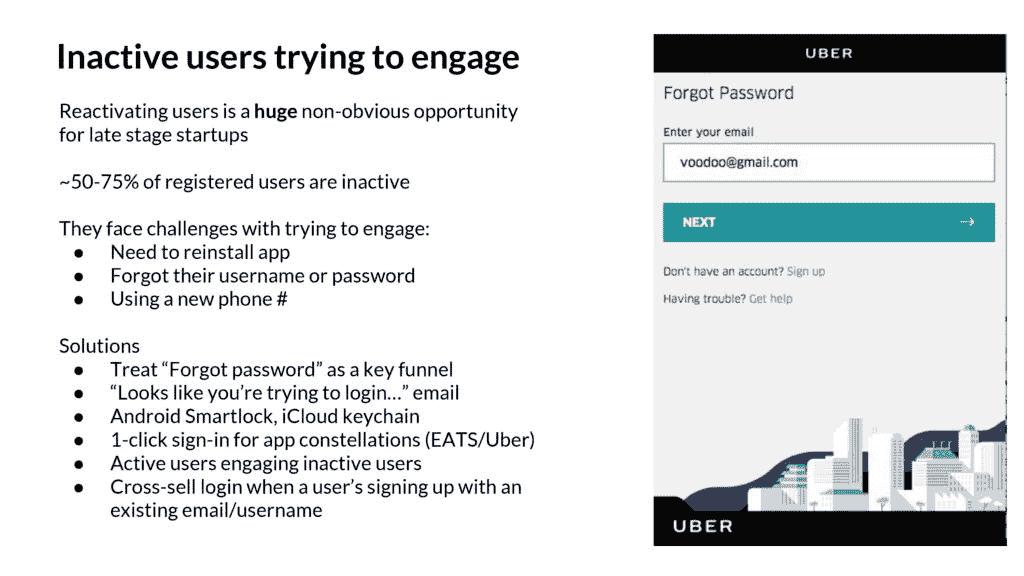 Inactive users trying to engage
Reactivating users is a huge non-obvious opportunity
for late stage startups
~50-75% of registered users are inactive
They face challenges with trying to engage:
● Need to reinstall app
● Forgot their username or password
● Using a new phone #
Solutions
● Treat “Forgot password” as a key funnel
● “Looks like you’re trying to login…” email
● Android Smartlock, iCloud keychain
● 1-click sign-in for app constellations (EATS/Uber)
● Active users engaging inactive users
● Cross-sell login when a user’s signing up with an
existing email/username
UBER
Forgot Password
Enter your email
voodoo@gmail.com
NEXT →
Don't have an account? Sign up
Having trouble? Get help
UBER